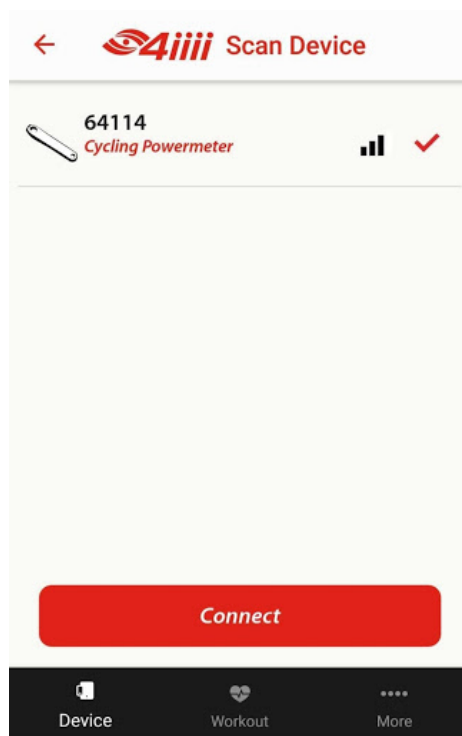 4iiii Scan Device
64114
Cycling Powermeter
Connect
Device Workout More